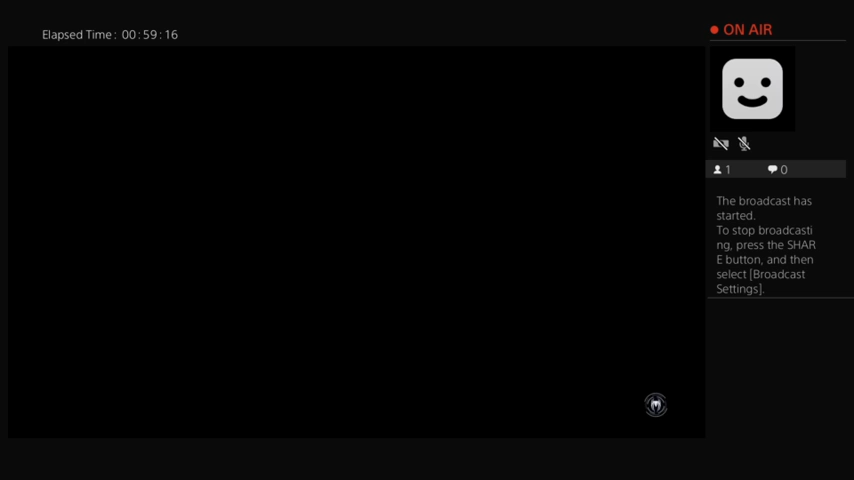 Elapsed Time: 00:59:16
ON AIR
1
0
The broadcast has
started.
To stop broadcasti
ng, press the SHAR
E button, and then
select [Broadcast
Settings].